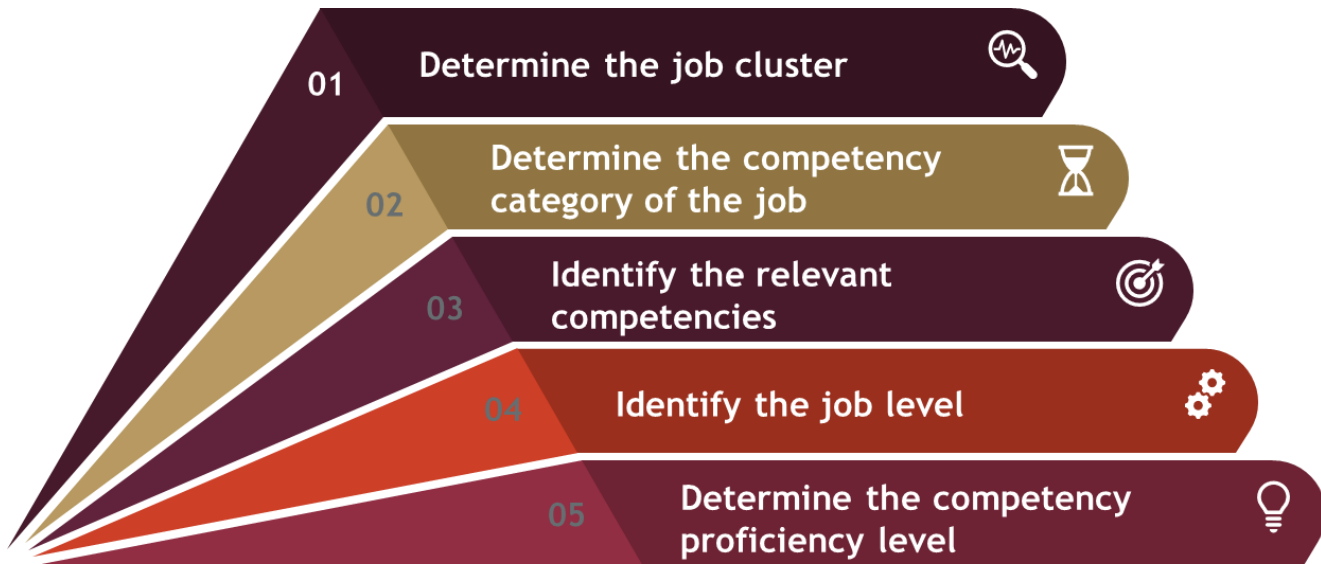 01
Determine the job cluster
02
Determine the competency
category of the job
03
Identify the relevant
competencies
04
Identify the job level
05
Determine the competency
proficiency level